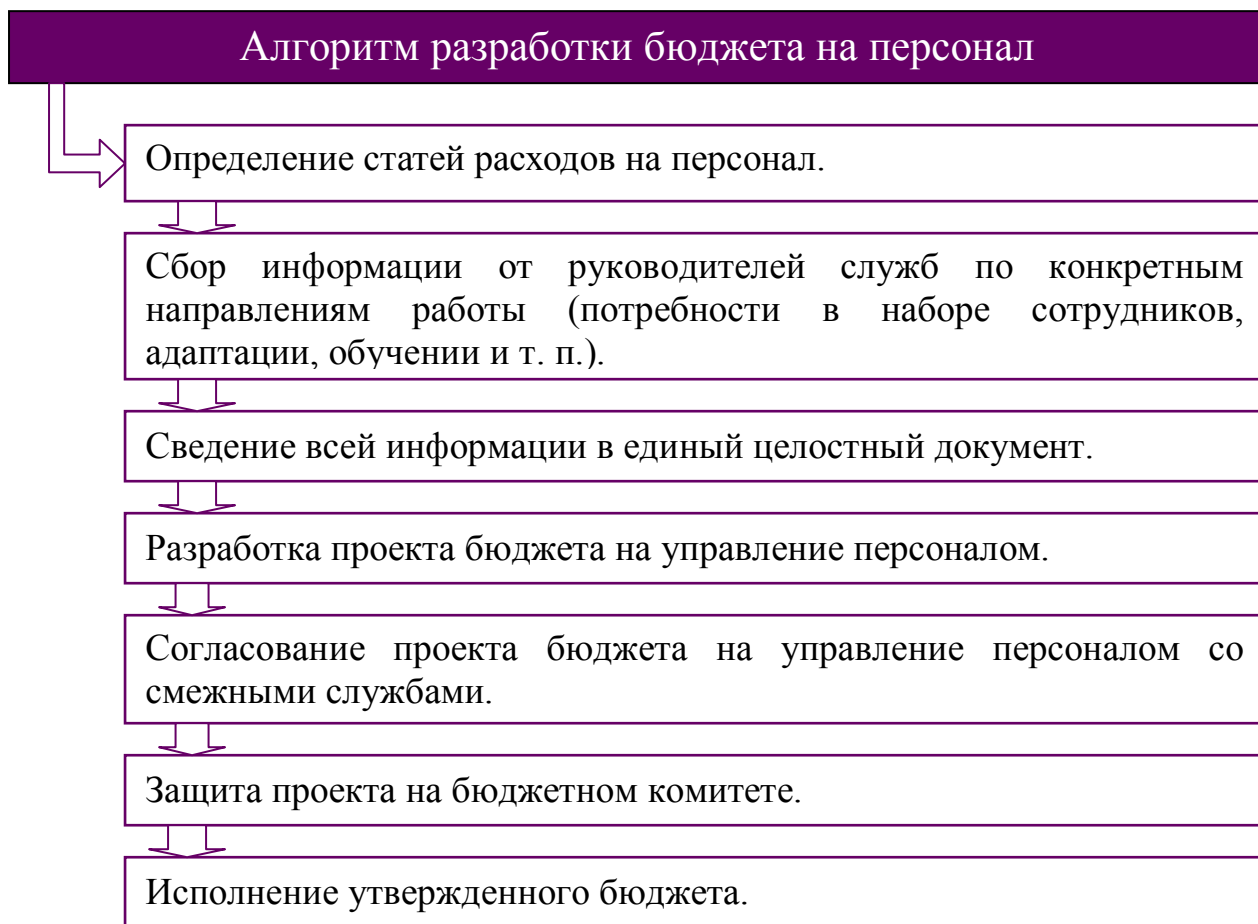 Алгоритм разработки бюджета на персонал
Определение статей расходов на персонал.
Сбор информации от руководителей служб по конкретным
направлениям работы (потребности в наборе сотрудников,
адаптации, обучении и т. п.).
Сведение всей информации в единый целостный документ.
Разработка проекта бюджета на управление персоналом.
Согласование проекта бюджета на управление персоналом со
смежными службами.
Защита проекта на бюджетном комитете.
Исполнение утвержденного бюджета.